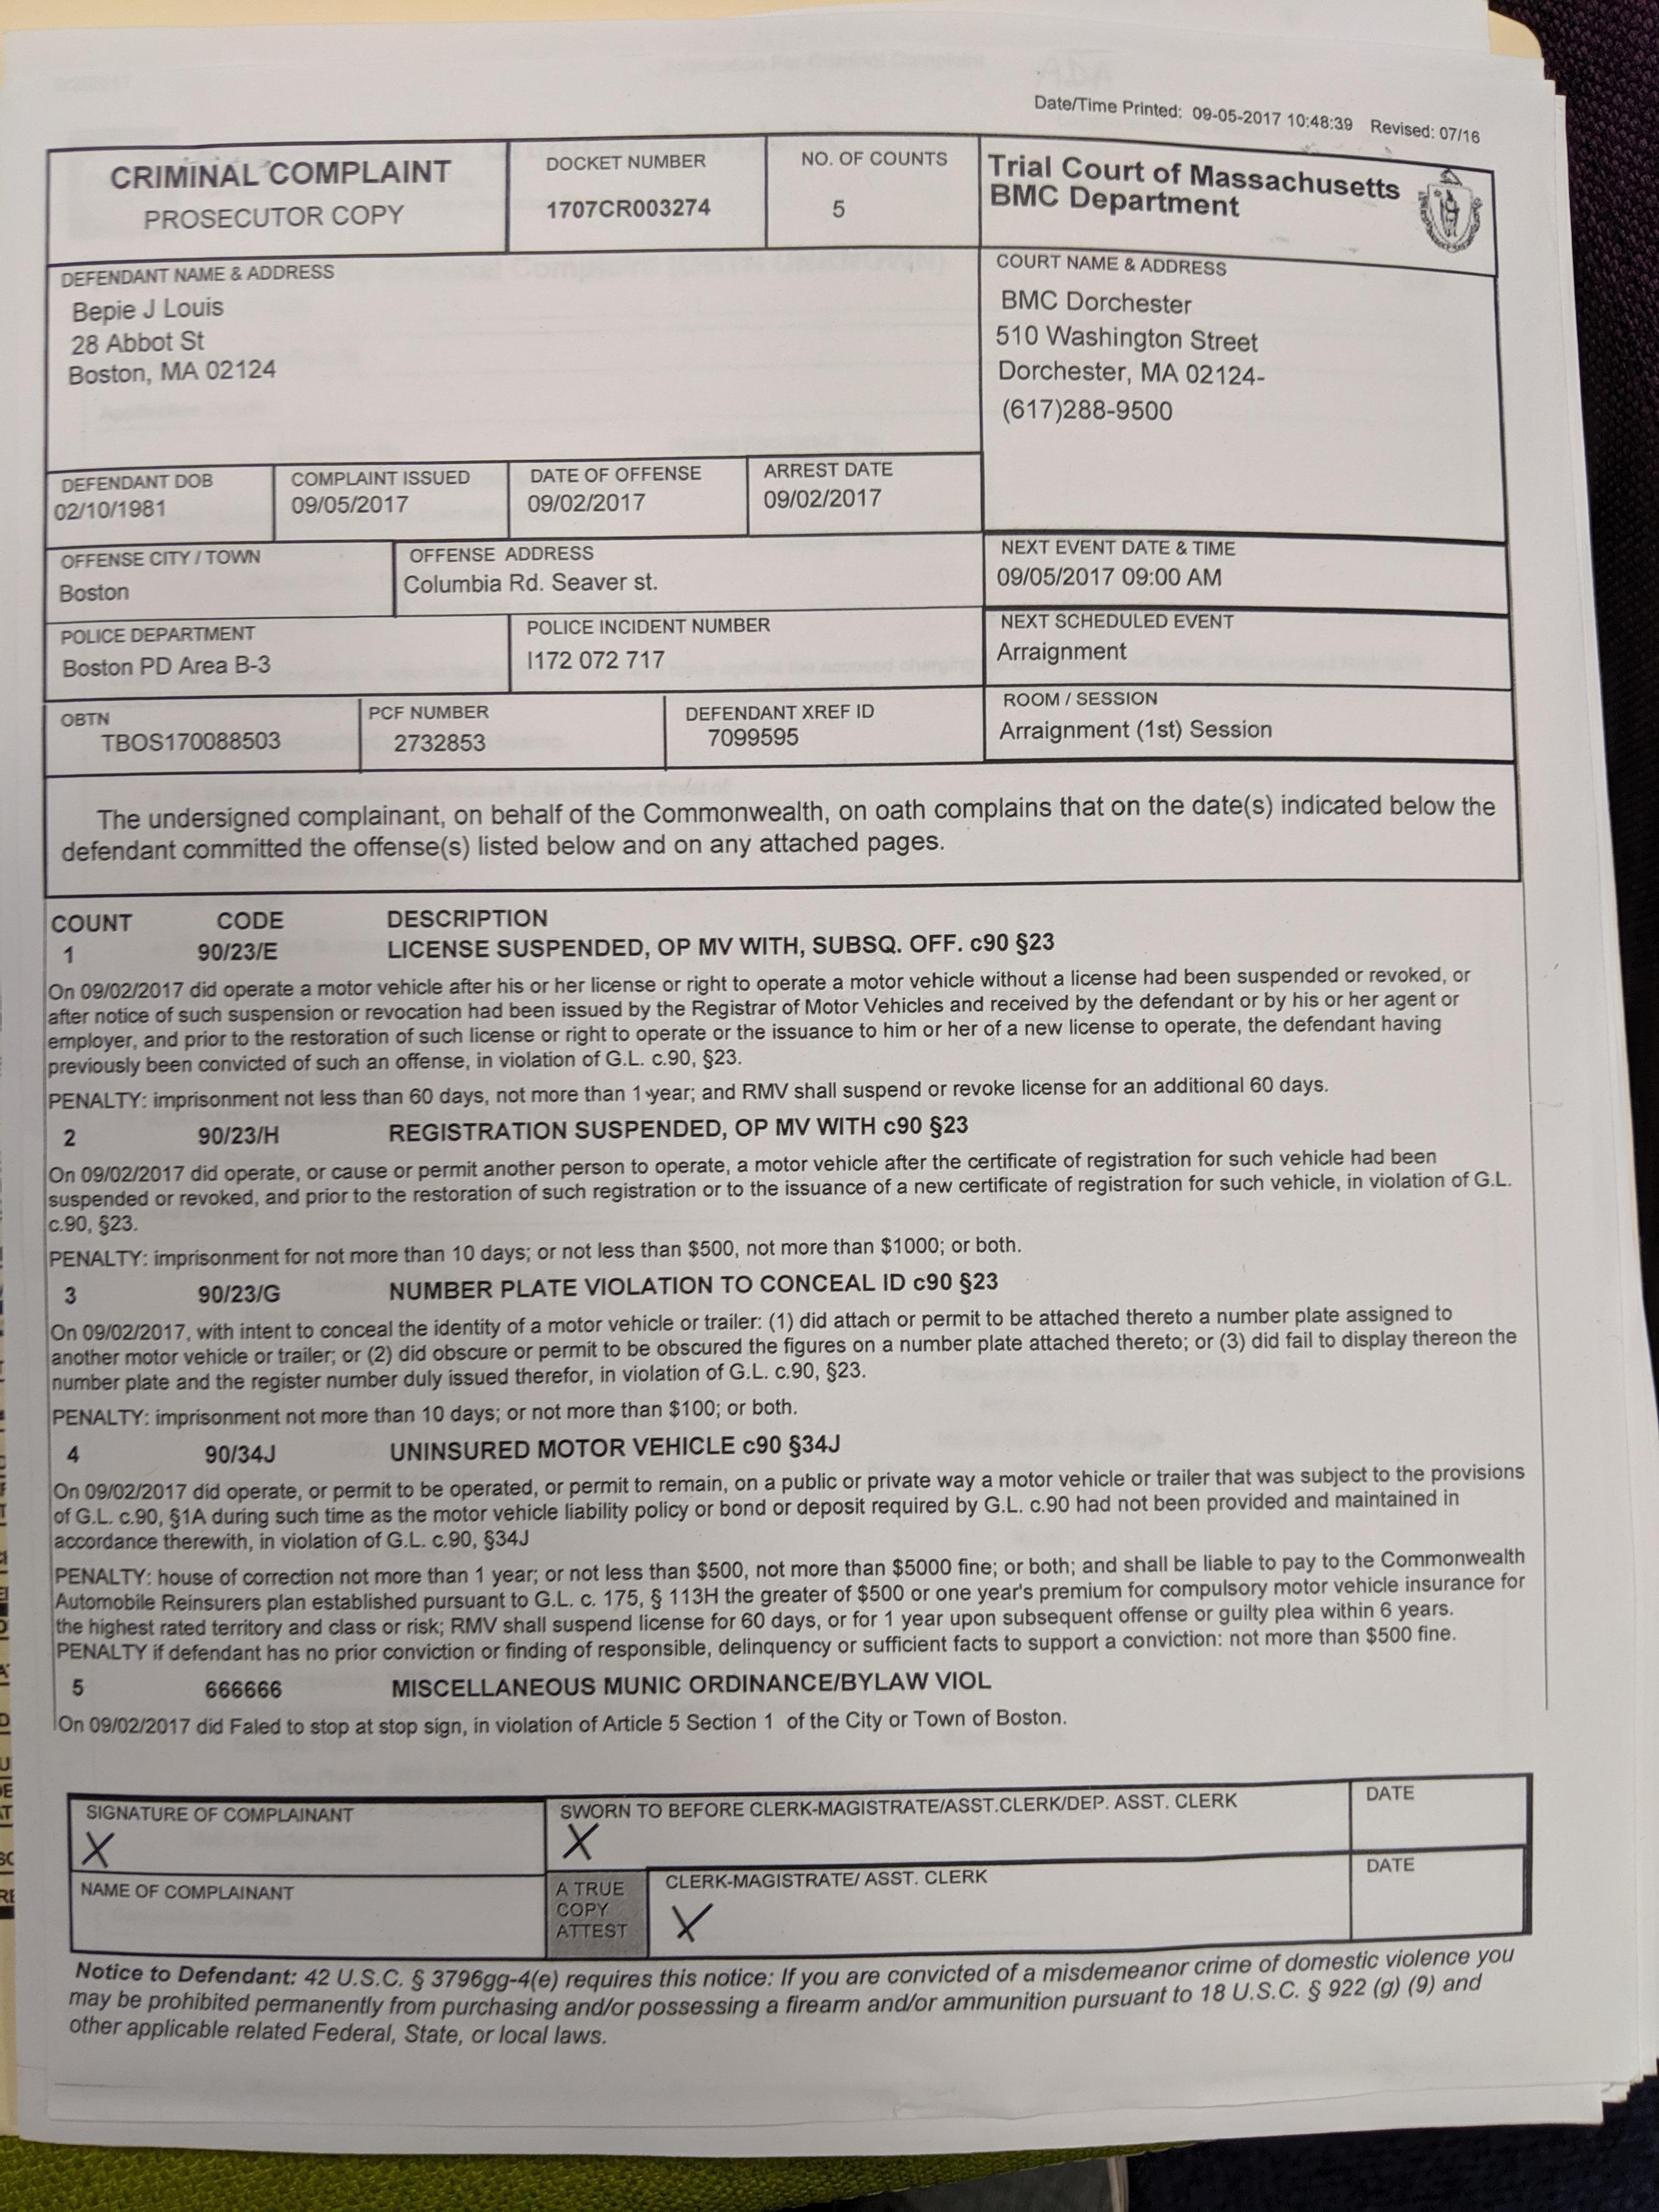 Date/Time Printed: 09-05-2017 10:48:39 Revised: 07/16
CRIMINAL COMPLAINT
PROSECUTOR COPY
DOCKET NUMBER
1707CR003274
NO. OF COUNTS
5
Trial Court of Massachusetts
BMC Department
DEFENDANT NAME & ADDRESS
Bepie J Louis
28 Abbot St
Boston, MA 02124
COURT NAME & ADDRESS
BMC Dorchester
510 Washington Street
Dorchester, MA 02124-
(617)288-9500
DEFENDANT DOB
02/10/1981
COMPLAINT ISSUED
09/05/2017
DATE OF OFFENSE
09/02/2017
ARREST DATE
09/02/2017
OFFENSE CITY / TOWN
Boston
OFFENSE ADDRESS
Columbia Rd. Seaver st.
NEXT EVENT DATE & TIME
09/05/2017 09:00 AM
POLICE DEPARTMENT
Boston PD Area B-3
POLICE INCIDENT NUMBER
I172 072 717
NEXT SCHEDULED EVENT
Arraignment
OBTN
TBOS170088503
PCF NUMBER
2732853
DEFENDANT XREF ID
7099595
ROOM / SESSION
Arraignment (1st) Session
The undersigned complainant, on behalf of the Commonwealth, on oath complains that on the date(s) indicated below the
defendant committed the offense(s) listed below and on any attached pages.
COUNT CODE DESCRIPTION
1 90/23/E LICENSE SUSPENDED, OP MV WITH, SUBSQ. OFF. c90 §23
On 09/02/2017 did operate a motor vehicle after his or her license or right to operate a motor vehicle without a license had been suspended or revoked, or
after notice of such suspension or revocation had been issued by the Registrar of Motor Vehicles and received by the defendant or by his or her agent or
employer, and prior to the restoration of such license or right to operate or the issuance to him or her of a new license to operate, the defendant having
previously been convicted of such an offense, in violation of G.L. c.90, §23.
PENALTY: imprisonment not less than 60 days, not more than 1 year; and RMV shall suspend or revoke license for an additional 60 days.
2 90/23/H REGISTRATION SUSPENDED, OP MV WITH c90 §23
On 09/02/2017 did operate, or cause or permit another person to operate, a motor vehicle after the certificate of registration for such vehicle had been
suspended or revoked, and prior to the restoration of such registration or to the issuance of a new certificate of registration for such vehicle, in violation of G.L.
c.90, §23.
PENALTY: imprisonment for not more than 10 days; or not less than $500, not more than $1000; or both.
3 90/23/G NUMBER PLATE VIOLATION TO CONCEAL ID c90 §23
On 09/02/2017, with intent to conceal the identity of a motor vehicle or trailer: (1) did attach or permit to be attached thereto a number plate assigned to
another motor vehicle or trailer; or (2) did obscure or permit to be obscured the figures on a number plate attached thereto; or (3) did fail to display thereon the
number plate and the register number duly issued therefor, in violation of G.L. c.90, §23.
PENALTY: imprisonment not more than 10 days; or not more than $100; or both.
4 90/34J UNINSURED MOTOR VEHICLE c90 §34J
On 09/02/2017 did operate, or permit to be operated, or permit to remain, on a public or private way a motor vehicle or trailer that was subject to the provisions
of G.L. c.90, §1A during such time as the motor vehicle liability policy or bond or deposit required by G.L. c.90 had not been provided and maintained in
accordance therewith, in violation of G.L. c.90, §34J
PENALTY: house of correction not more than 1 year; or not less than $500, not more than $5000 fine; or both; and shall be liable to pay to the Commonwealth
Automobile Reinsurers plan established pursuant to G.L. c. 175, § 113H the greater of $500 or one year's premium for compulsory motor vehicle insurance for
the highest rated territory and class or risk; RMV shall suspend license for 60 days, or for 1 year upon subsequent offense or guilty plea within 6 years.
PENALTY if defendant has no prior conviction or finding of responsible, delinquency or sufficient facts to support a conviction: not more than $500 fine.
5 666666 MISCELLANEOUS MUNIC ORDINANCE/BYLAW VIOL
On 09/02/2017 did Faled to stop at stop sign, in violation of Article 5 Section 1 of the City or Town of Boston.
SIGNATURE OF COMPLAINANT
X
SWORN TO BEFORE CLERK-MAGISTRATE/ASST.CLERK/DEP. ASST. CLERK
X
DATE
NAME OF COMPLAINANT
A TRUE
COPY
ATTEST
CLERK-MAGISTRATE/ ASST. CLERK
X
DATE
Notice to Defendant: 42 U.S.C. § 3796gg-4(e) requires this notice: If you are convicted of a misdemeanor crime of domestic violence you
may be prohibited permanently from purchasing and/or possessing a firearm and/or ammunition pursuant to 18 U.S.C. § 922 (g) (9) and
other applicable related Federal, State, or local laws.